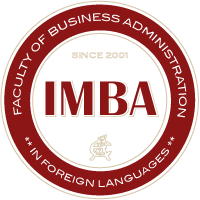 FACULTY OF BUSINESS ADMINISTRATION
SINCE 2001
IMBA
** IN FOREIGN LANGUAGES **